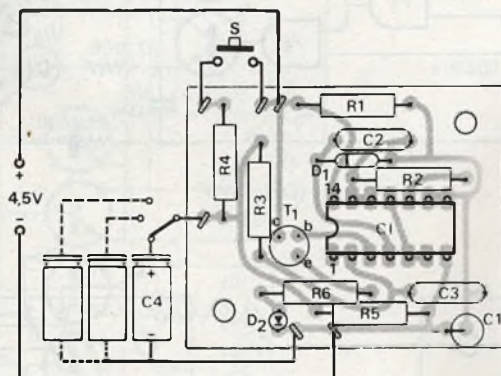 S
R1
C2
R4
D1
14
R2
+
4,5V
-
R3
T1
c
b
CI
+
e
1
C4
R6
C3
-
D2
R5
C1